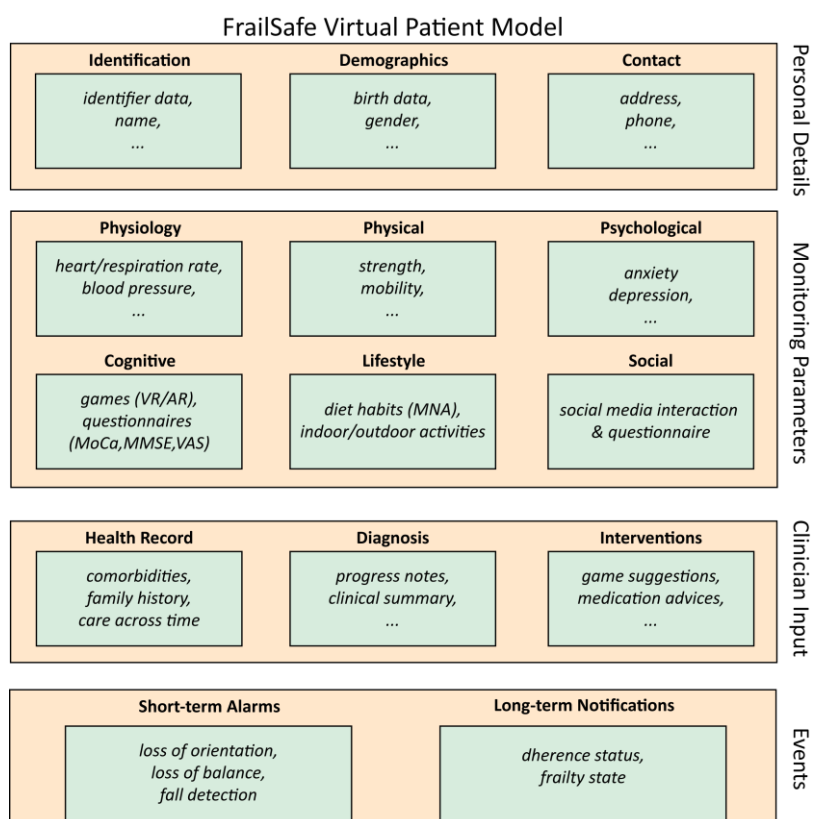 FrailSafe Virtual Patient Model
Personal Details
Identification
identifier data,
name,
...
Demographics
birth data,
gender,
...
Contact
address,
phone,
...
Monitoring Parameters
Physiology
heart/respiration rate,
blood pressure,
...
Physical
strength,
mobility,
...
Psychological
anxiety
depression,
...
Cognitive
games (VR/AR),
questionnaires
(MoCa,MMSE,VAS)
Lifestyle
diet habits (MNA),
indoor/outdoor activities
Social
social media interaction
& questionnaire
Clinician Input
Health Record
comorbidities,
family history,
care across time
Diagnosis
progress notes,
clinical summary,
...
Interventions
game suggestions,
medication advices,
...
Events
Short-term Alarms
loss of orientation,
loss of balance,
fall detection
Long-term Notifications
dherence status,
frailty state